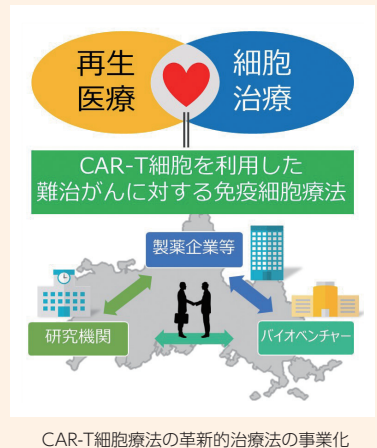 再生
医療
細胞
治療
CAR-T細胞を利用した
難治がんに対する免疫細胞療法
製薬企業等
研究機関
バイオベンチャー
CAR-T細胞療法の革新的治療法の事業化